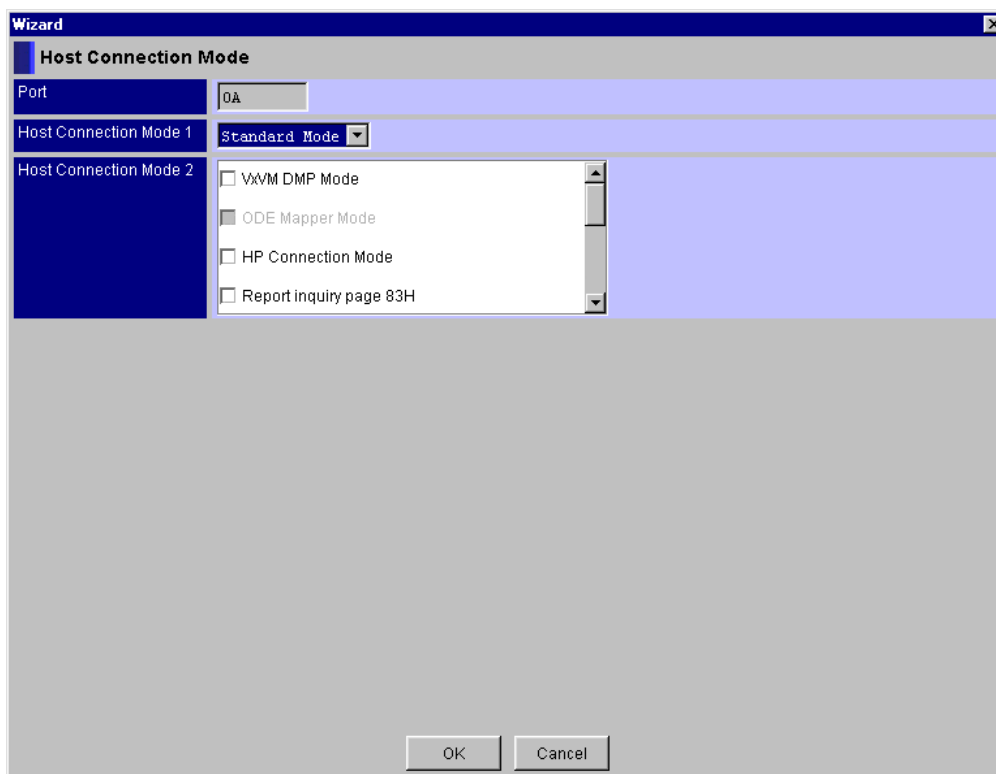 Wizard
Host Connection Mode
Port
0A
Host Connection Mode 1
Standard Mode
Host Connection Mode 2
VxVM DMP Mode
ODE Mapper Mode
HP Connection Mode
Report inquiry page 83H
OK
Cancel